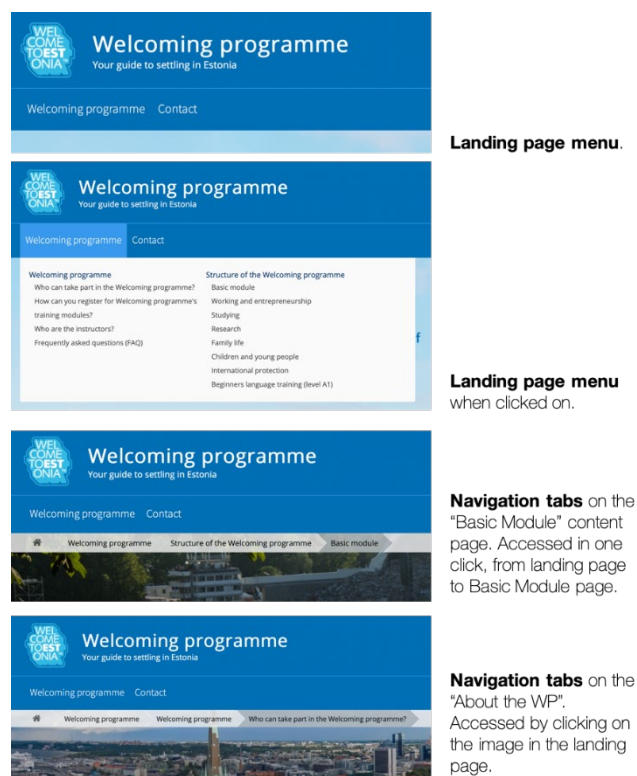 WEL
COME
TOEST
ONIA
Welcoming programme
Your guide to settling in Estonia
Welcoming programme Contact
Landing page menu.
WEL
COME
TOEST
ONIA
Welcoming programme
Your guide to settling in Estonia
Welcoming programme Contact
Welcoming programme
Who can take part in the Welcoming programme?
How can you register for Welcoming programme's
training modules?
Who are the instructors?
Frequently asked questions (FAQ)
Structure of the Welcoming programme
Basic module
Working and entrepreneurship
Studying
Research
Family life
Children and young people
International protection
Beginners language training (level A1)
f
Landing page menu
when clicked on.
WEL
COME
TOEST
ONIA
Welcoming programme
Your guide to settling in Estonia
Welcoming programme Contact
Welcoming programme Structure of the Welcoming programme Basic module
Navigation tabs on the
“Basic Module” content
page. Accessed in one
click, from landing page
to Basic Module page.
WEL
COME
TOEST
ONIA
Welcoming programme
Your guide to settling in Estonia
Welcoming programme Contact
Welcoming programme Welcoming programme Who can take part in the Welcoming programme?
Navigation tabs on the
“About the WP”.
Accessed by clicking on
the image in the landing
page.